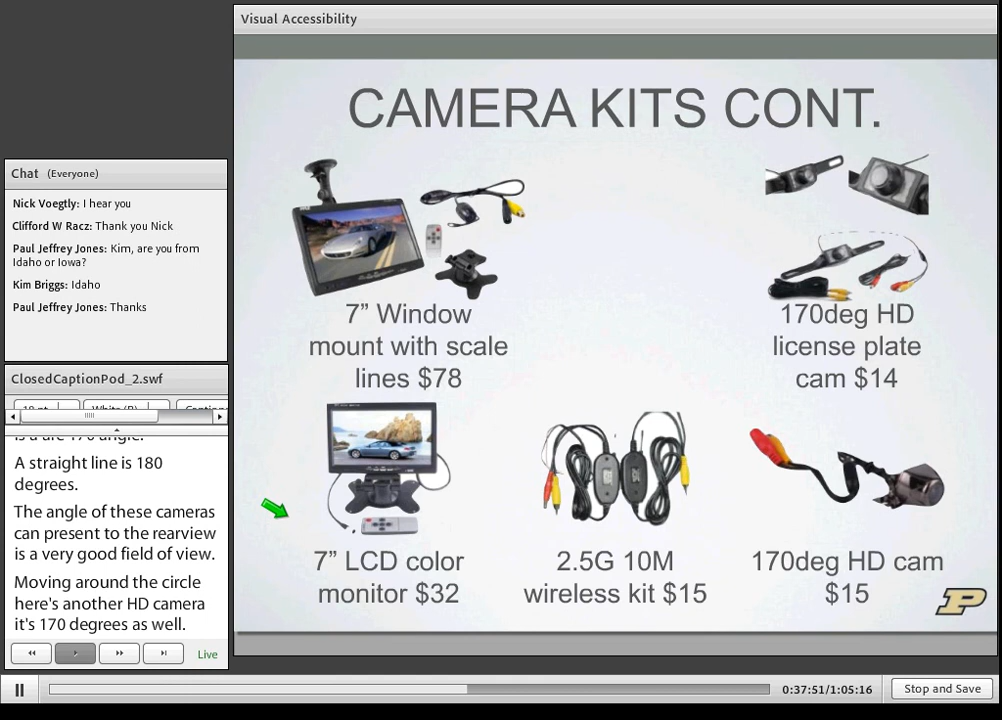 Visual Accessibility
CAMERA KITS CONT.
7” Window
mount with scale
lines $78
170deg HD
license plate
cam $14
7” LCD color
monitor $32
2.5G 10M
wireless kit $15
170deg HD cam
$15
P
Chat (Everyone)
Nick Voegtly: I hear you
Clifford W Racz: Thank you Nick
Paul Jeffrey Jones: Kim, are you from
Idaho or Iowa?
Kim Briggs: Idaho
Paul Jeffrey Jones: Thanks
ClosedCaptionPod_2.swf
A straight line is 180
degrees.
The angle of these cameras
can present to the rearview
is a very good field of view.
Moving around the circle
here's another HD camera
it's 170 degrees as well.
Live
0:37:51/1:05:16
Stop and Save